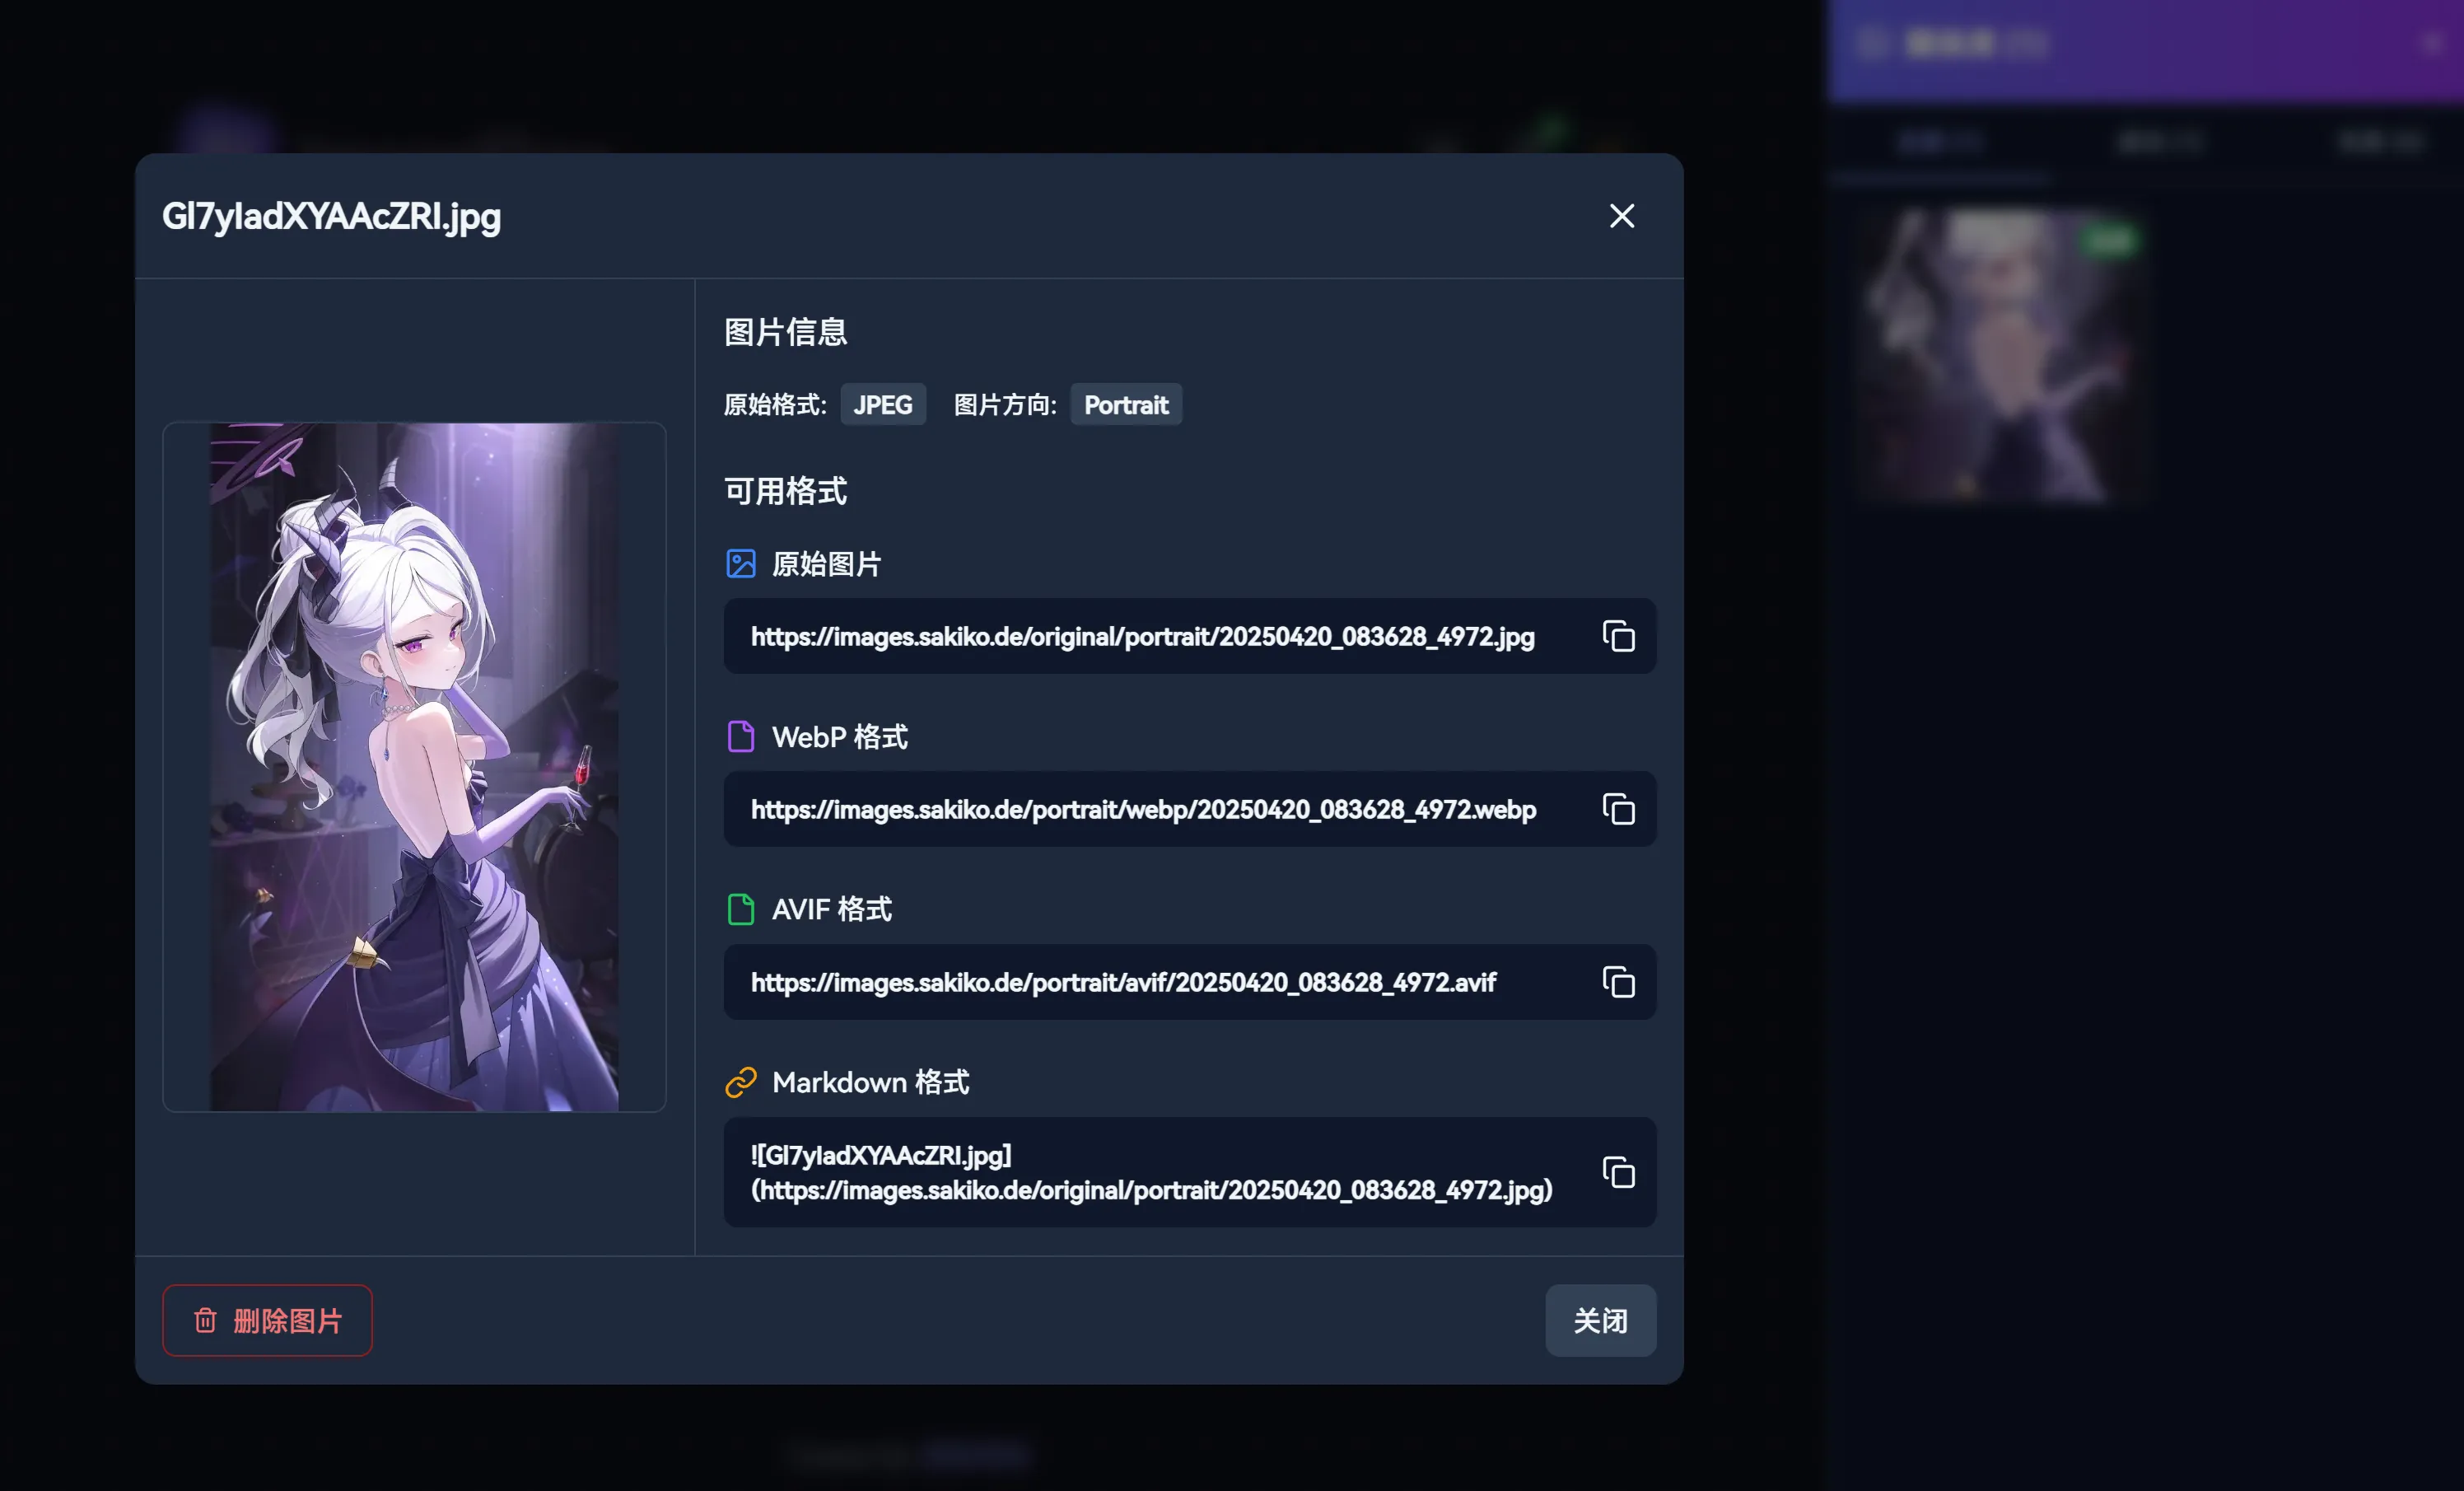 Gl7yIadXYAAcZRI.jpg
图片信息
原始格式: JPEG 图片方向: Portrait
可用格式
原始图片
https://images.sakiko.de/original/portrait/20250420_083628_4972.jpg
WebP 格式
https://images.sakiko.de/portrait/webp/20250420_083628_4972.webp
AVIF 格式
https://images.sakiko.de/portrait/avif/20250420_083628_4972.avif
Markdown 格式
![Gl7yIadXYAAcZRI.jpg]
(https://images.sakiko.de/original/portrait/20250420_083628_4972.jpg)
删除图片
关闭